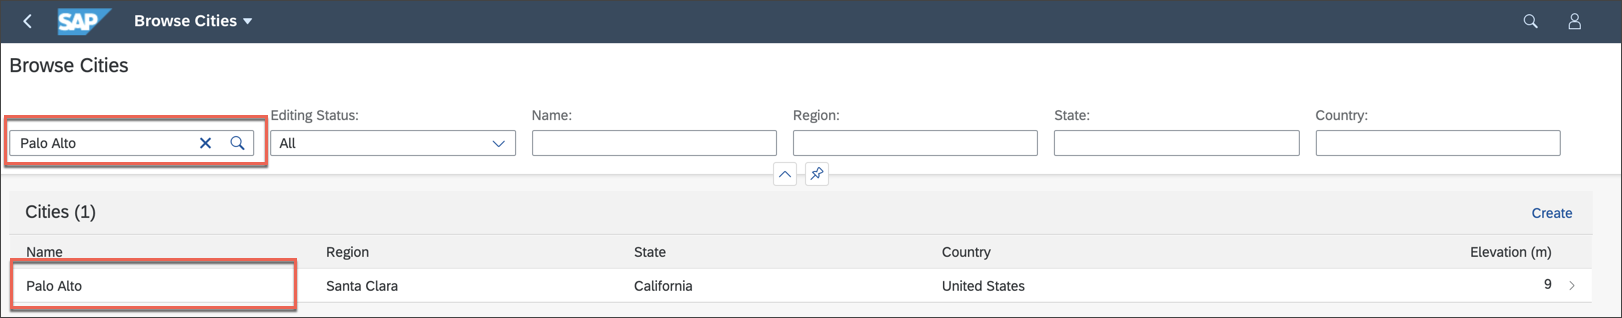 SAP Browse Cities
Browse Cities
Editing Status: Name: Region: State: Country:
Palo Alto All
Cities (1) Create
Name Region State Country Elevation (m)
Palo Alto Santa Clara California United States 9